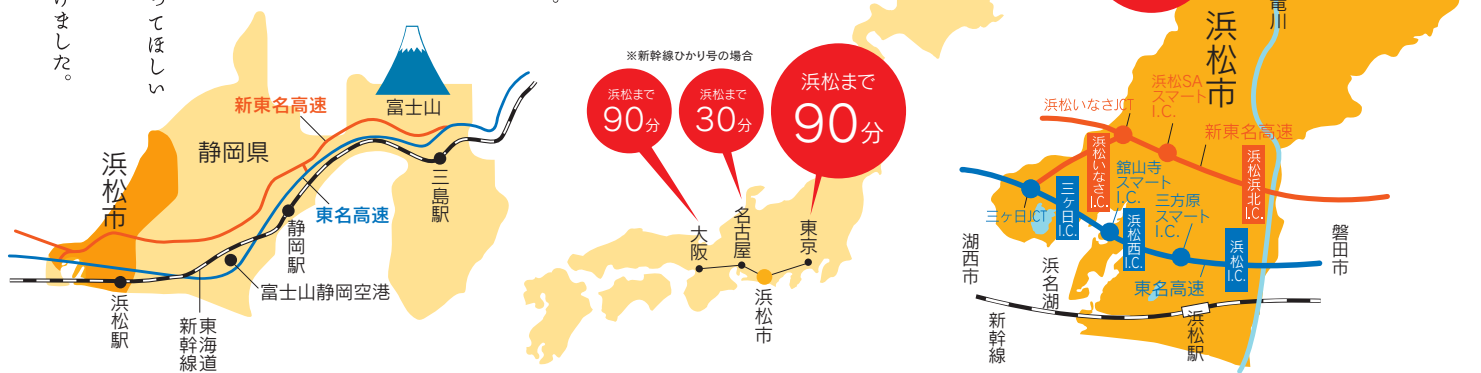 ってほしい
けました。
。
新東名高速
富士山
静岡県
浜松市
三島駅
東名高速
静岡駅
富士山静岡空港
浜松駅
東海道
新幹線
※新幹線ひかり号の場合
浜松まで
90分
浜松まで
30分
浜松まで
90分
大阪
名古屋
東京
浜松市
竜川
浜松市
浜松SA
スマート
I.C.
浜松いなさJCT
新東名高速
浜松いなさI.C.
舘山寺
スマート
I.C.
浜松浜北I.C.
三ヶ日JCT
三ヶ日I.C.
三方原
スマート
I.C.
浜松西I.C.
浜松I.C.
東名高速
湖西市
浜名湖
磐田市
新幹線
浜松駅